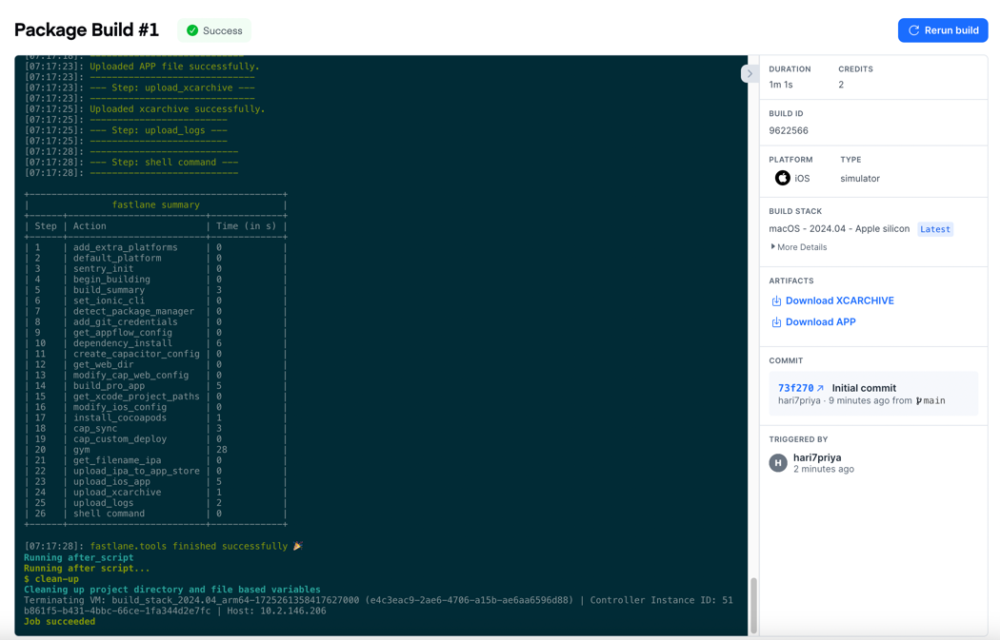 Package Build #1
Success
Rerun build
[07:17:18]: ----------------------------
[07:17:23]: Uploaded APP file successfully.
[07:17:23]: ------------------------------
[07:17:23]: --- Step: upload_xcarchive ---
[07:17:23]: ------------------------------
[07:17:25]: Uploaded xcarchive successfully.
[07:17:25]: -------------------------
[07:17:25]: --- Step: upload_logs ---
[07:17:25]: -------------------------
[07:17:28]: ---------------------------
[07:17:28]: --- Step: shell command ---
[07:17:28]: ---------------------------
+----------------------------------------------+
| fastlane summary |
+------+-------------------------+-------------+
| Step | Action | Time (in s) |
+------+-------------------------+-------------+
| 1 | add_extra_platforms | 0 |
| 2 | default_platform | 0 |
| 3 | sentry_init | 0 |
| 4 | begin_building | 0 |
| 5 | build_summary | 3 |
| 6 | set_ionic_cli | 0 |
| 7 | detect_package_manager | 0 |
| 8 | add_git_credentials | 0 |
| 9 | get_appflow_config | 0 |
| 10 | dependency_install | 6 |
| 11 | create_capacitor_config | 0 |
| 12 | get_web_dir | 0 |
| 13 | modify_cap_web_config | 0 |
| 14 | build_pro_app | 5 |
| 15 | get_xcode_project_paths | 0 |
| 16 | modify_ios_config | 0 |
| 17 | install_cocoapods | 1 |
| 18 | cap_sync | 3 |
| 19 | cap_custom_deploy | 0 |
| 20 | gym | 28 |
| 21 | get_filename_ipa | 0 |
| 22 | upload_ipa_to_app_store | 0 |
| 23 | upload_ios_app | 5 |
| 24 | upload_xcarchive | 1 |
| 25 | upload_logs | 2 |
| 26 | shell command | 0 |
+------+-------------------------+-------------+
[07:17:28]: fastlane.tools finished successfully 🎉
Running after_script
Running after script...
$ clean-up
Cleaning up project directory and file based variables
Terminating VM: build_stack_2024.04_arm64-1725261358417627000 (e4c3eac9-2ae6-4706-a15b-ae6aa6596d88) | Controller Instance ID: 51
b861f5-b431-4bbc-66ce-1fa344d2e7fc | Host: 10.2.146.206
Job succeeded
DURATION CREDITS
1m 1s 2
BUILD ID
9622566
PLATFORM TYPE
iOS simulator
BUILD STACK
macOS - 2024.04 - Apple silicon Latest
More Details
ARTIFACTS
Download XCARCHIVE
Download APP
COMMIT
73f270 Initial commit
hari7priya · 9 minutes ago from main
TRIGGERED BY
H hari7priya
2 minutes ago